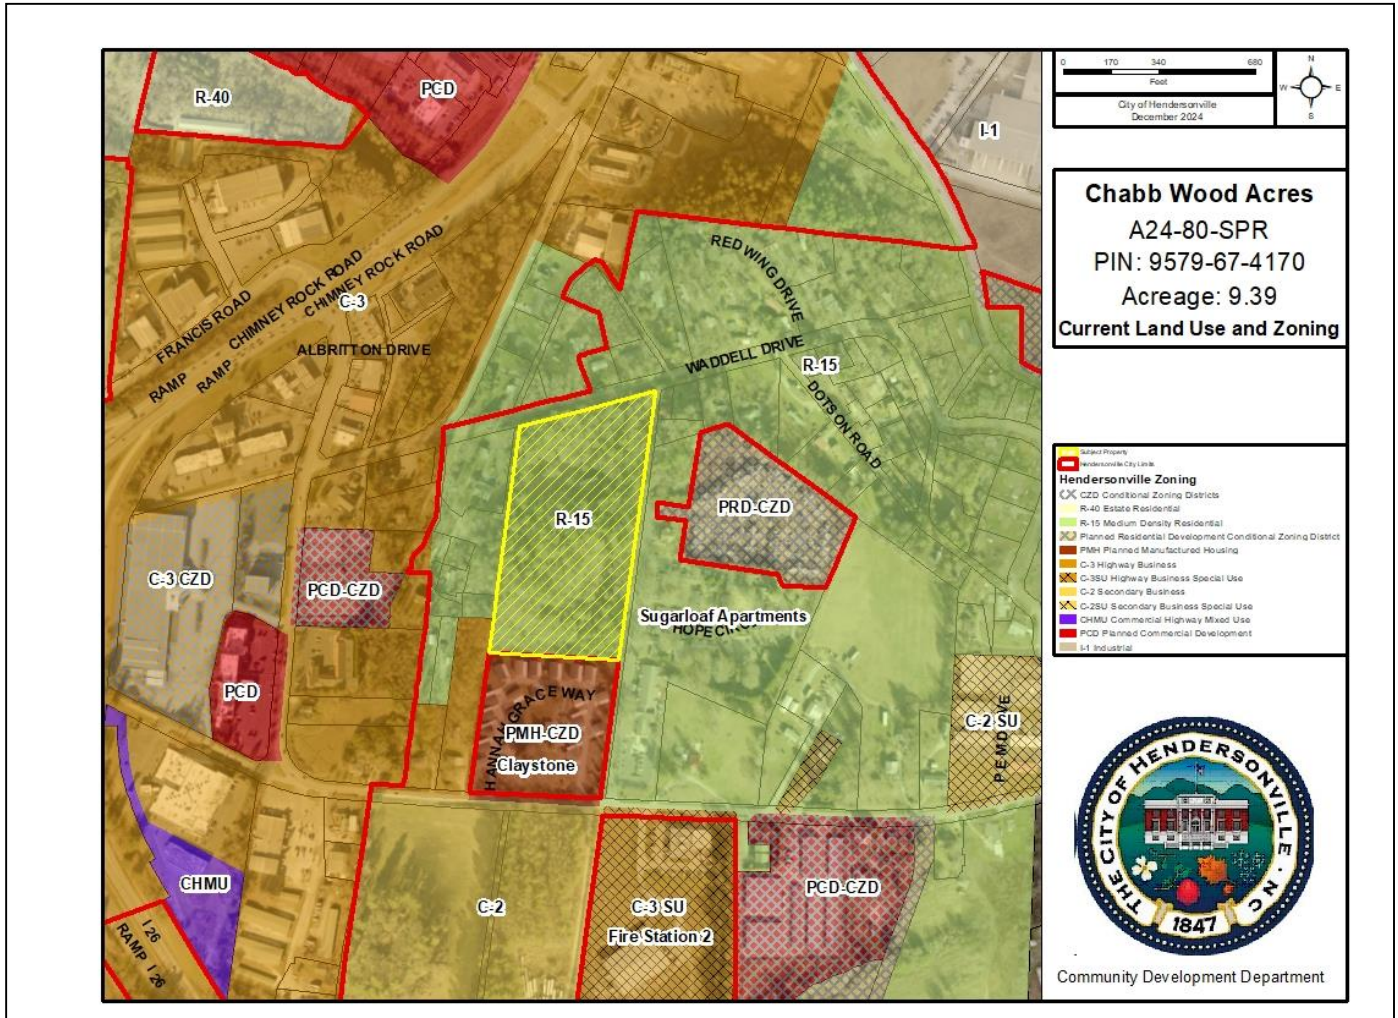 R-40
PCD
I-1
FRANCIS ROAD
CHIMNEY ROCK ROAD
CHIMNEY ROCK ROAD
C-3
RAMP
RAMP
ALBRITTON DRIVE
REDWING DRIVE
WADDELL DRIVE
R-15
DOTSON ROAD
R-15
PRD-CZD
C-3 CZD
PCD-CZD
PCD
Sugarloaf Apartments
HANNAH GRACE WAY
PMH-CZD
Claystone
C-2 SU
CHMU
C-2
C-3 SU
Fire Station 2
PCD-CZD
I 26
RAMP I 26
0 170 340 680
Feet
N
W E
S
City of Hendersonville
December 2024
Chabb Wood Acres
A24-80-SPR
PIN: 9579-67-4170
Acreage: 9.39
Current Land Use and Zoning
Subject Property
Hendersonville City Limits
Hendersonville Zoning
CZD Conditional Zoning Districts
R-40 Estate Residential
R-15 Medium Density Residential
Planned Residential Development Conditional Zoning District
PMH Planned Manufactured Housing
C-3 Highway Business
C-3SU Highway Business Special Use
C-2 Secondary Business
C-2SU Secondary Business Special Use
CHMU Commercial Highway Mixed Use
PCD Planned Commercial Development
I-1 Industrial
THE CITY OF HENDERSONVILLE · NC
1847
Community Development Department